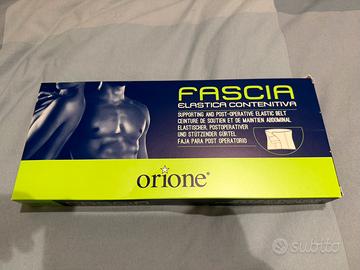 FASCIA
ELASTICA CONTENITIVA
SUPPORTING AND POST-OPERATIVE ELASTIC BELT
CEINTURE DE SOUTIEN ET DE MAINTIEN ABDOMINAL
ELASTISCHER, POSTOPERATIVER
UND STÜTZENDER GÜRTEL
FAJA PARA POST OPERATORIO
orione®
subito